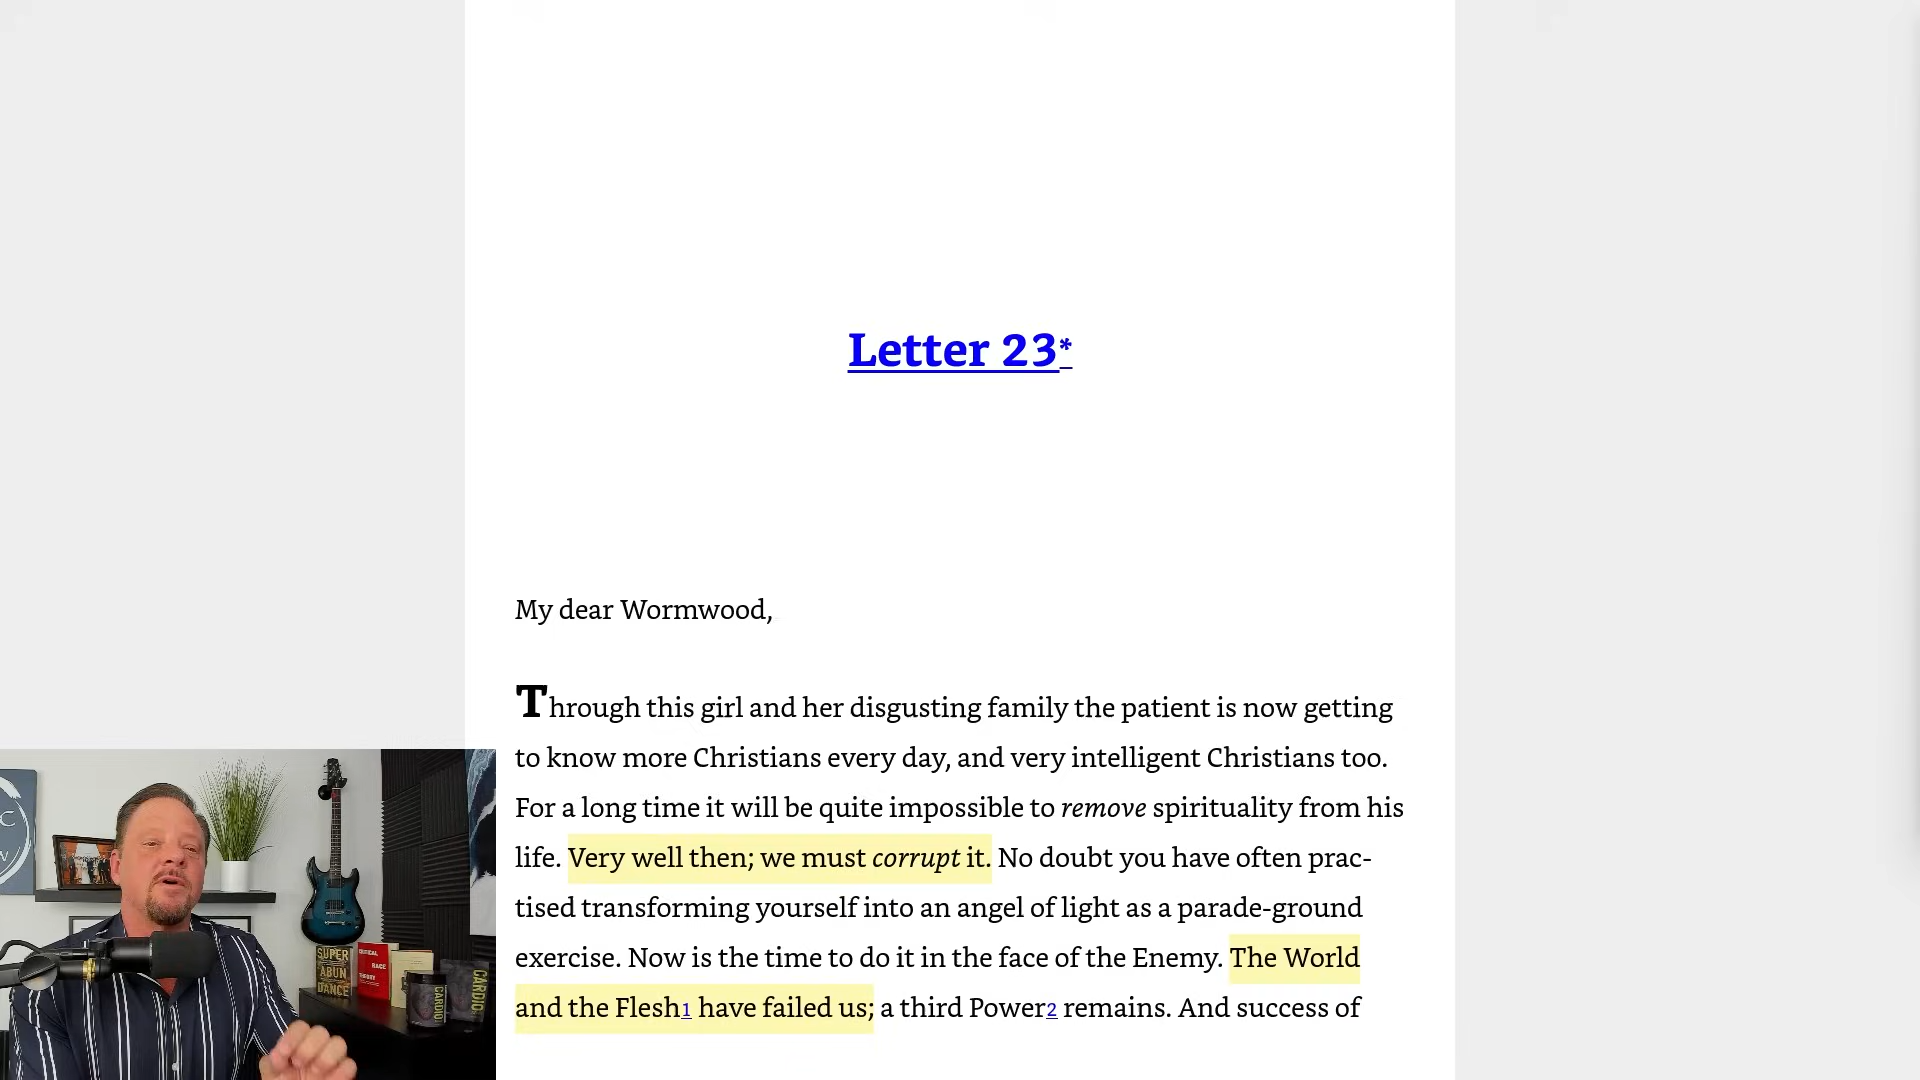 Letter 23*
My dear Wormwood,
Through this girl and her disgusting family the patient is now getting
to know more Christians every day, and very intelligent Christians too.
For a long time it will be quite impossible to remove spirituality from his
life. Very well then; we must corrupt it. No doubt you have often prac-
tised transforming yourself into an angel of light as a parade-ground
exercise. Now is the time to do it in the face of the Enemy. The World
and the Flesh1 have failed us; a third Power2 remains. And success of
C
W
SUPER
ABUN
DANCE
CRITICAL
RACE
THEORY
CARDIO
CARDIO